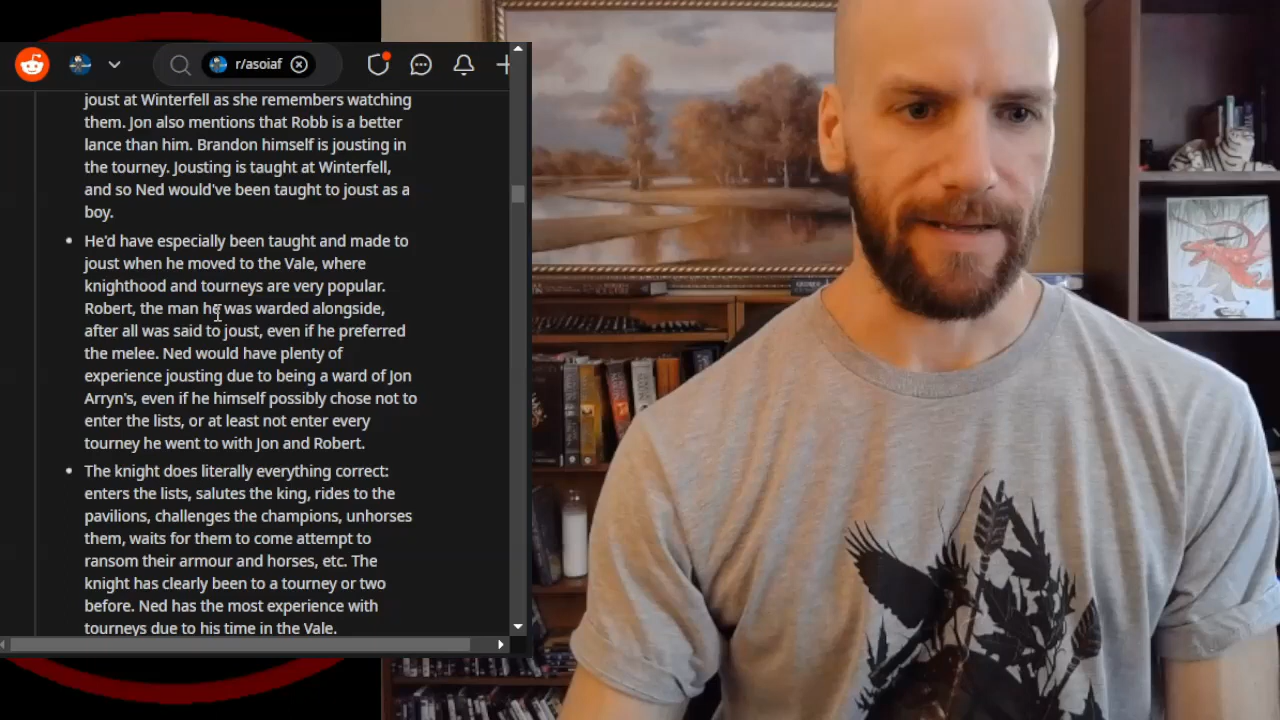 r/asoiaf
joust at Winterfell as she remembers watching
them. Jon also mentions that Robb is a better
lance than him. Brandon himself is jousting in
the tourney. Jousting is taught at Winterfell,
and so Ned would've been taught to joust as a
boy.
• He'd have especially been taught and made to
joust when he moved to the Vale, where
knighthood and tourneys are very popular.
Robert, the man he was warded alongside,
after all was said to joust, even if he preferred
the melee. Ned would have plenty of
experience jousting due to being a ward of Jon
Arryn's, even if he himself possibly chose not to
enter the lists, or at least not enter every
tourney he went to with Jon and Robert.
• The knight does literally everything correct:
enters the lists, salutes the king, rides to the
pavilions, challenges the champions, unhorses
them, waits for them to come attempt to
ransom their armour and horses, etc. The
knight has clearly been to a tourney or two
before. Ned has the most experience with
tourneys due to his time in the Vale.